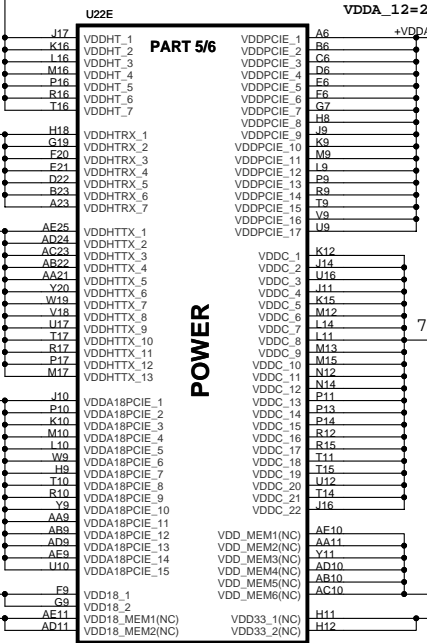 U22E
VDDA_12=2
PART 5/6
+VDDA
J17 VDDHT_1
K16 VDDHT_2
L16 VDDHT_3
M16 VDDHT_4
P16 VDDHT_5
R16 VDDHT_6
T16 VDDHT_7
H18 VDDHTRX_1
G19 VDDHTRX_2
F20 VDDHTRX_3
E21 VDDHTRX_4
D22 VDDHTRX_5
B23 VDDHTRX_6
A23 VDDHTRX_7
AE25 VDDHTTX_1
AD24 VDDHTTX_2
AC23 VDDHTTX_3
AB22 VDDHTTX_4
AA21 VDDHTTX_5
Y20 VDDHTTX_6
W19 VDDHTTX_7
V18 VDDHTTX_8
U17 VDDHTTX_9
T17 VDDHTTX_10
R17 VDDHTTX_11
P17 VDDHTTX_12
M17 VDDHTTX_13
J10 VDDA18PCIE_1
P10 VDDA18PCIE_2
K10 VDDA18PCIE_3
M10 VDDA18PCIE_4
L10 VDDA18PCIE_5
W9 VDDA18PCIE_6
H9 VDDA18PCIE_7
T10 VDDA18PCIE_8
R10 VDDA18PCIE_9
Y9 VDDA18PCIE_10
AA9 VDDA18PCIE_11
AB9 VDDA18PCIE_12
AD9 VDDA18PCIE_13
AE9 VDDA18PCIE_14
U10 VDDA18PCIE_15
F9 VDD18_1
G9 VDD18_2
AE11 VDD18_MEM1(NC)
AD11 VDD18_MEM2(NC)
POWER
VDDPCIE_1 A6
VDDPCIE_2 B6
VDDPCIE_3 C6
VDDPCIE_4 D6
VDDPCIE_5 E6
VDDPCIE_6 F6
VDDPCIE_7 G7
VDDPCIE_8 H8
VDDPCIE_9 J9
VDDPCIE_10 K9
VDDPCIE_11 M9
VDDPCIE_12 L9
VDDPCIE_13 P9
VDDPCIE_14 R9
VDDPCIE_15 T9
VDDPCIE_16 V9
VDDPCIE_17 U9
VDDC_1 K12
VDDC_2 J14
VDDC_3 U16
VDDC_4 J11
VDDC_5 K15
VDDC_6 M12
VDDC_7 L14
VDDC_8 L11
VDDC_9 M13
VDDC_10 M15
VDDC_11 N12
VDDC_12 N14
VDDC_13 P11
VDDC_14 P13
VDDC_15 P14
VDDC_16 R12
VDDC_17 R15
VDDC_18 T11
VDDC_19 T15
VDDC_20 U12
VDDC_21 T14
VDDC_22 J16
7
VDD_MEM1(NC) AE10
VDD_MEM2(NC) AA11
VDD_MEM3(NC) Y11
VDD_MEM4(NC) AD10
VDD_MEM5(NC) AB10
VDD_MEM6(NC) AC10
VDD33_1(NC) H11
VDD33_2(NC) H12